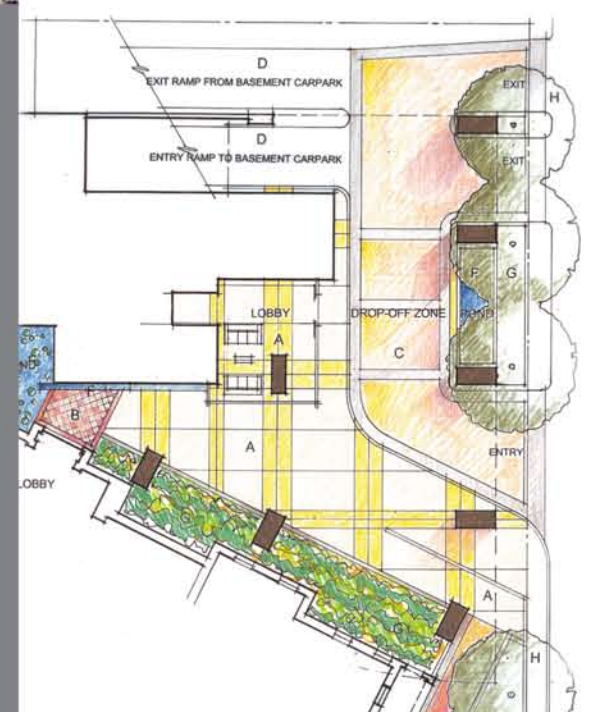 D
EXIT RAMP FROM BASEMENT CARPARK
EXIT
H
D
ENTRY RAMP TO BASEMENT CARPARK
EXIT
F
G
LOBBY
DROP-OFF ZONE
POND
A
C
B
A
ENTRY
LOBBY
G
G
A
H